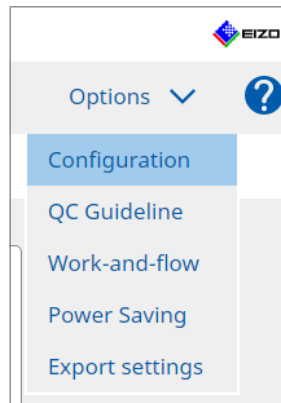 EIZO
Options
?
Configuration
QC Guideline
Work-and-flow
Power Saving
Export settings